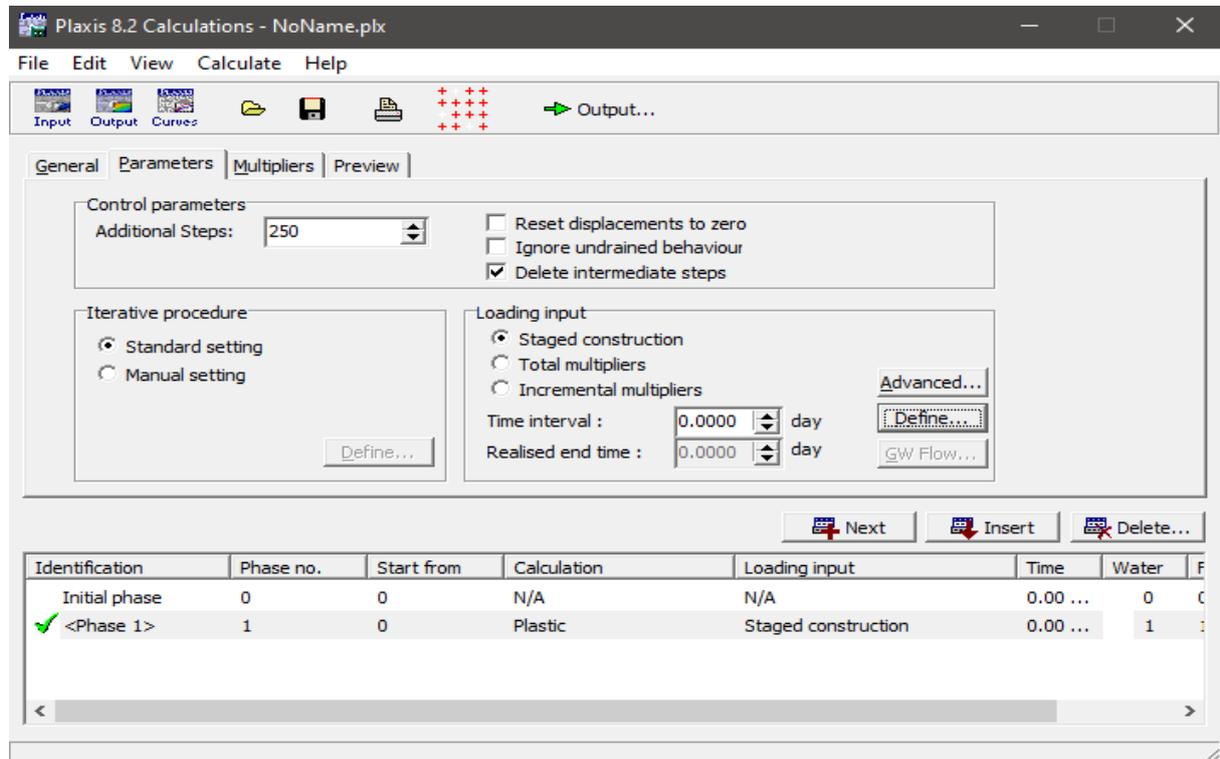 Plaxis 8.2 Calculations - NoName.plx
File Edit View Calculate Help
Input Output Curves Output...
General Parameters Multipliers Preview
Control parameters
Additional Steps: 250
Reset displacements to zero
Ignore undrained behaviour
Delete intermediate steps
Iterative procedure
Standard setting
Manual setting
Define...
Loading input
Staged construction
Total multipliers
Incremental multipliers
Advanced...
Time interval : 0.0000 day Define...
Realised end time : 0.0000 day GW Flow...
Next Insert Delete...
Identification Phase no. Start from Calculation Loading input Time Water
Initial phase 0 0 N/A N/A 0.00 ... 0
<Phase 1> 1 0 Plastic Staged construction 0.00 ... 1